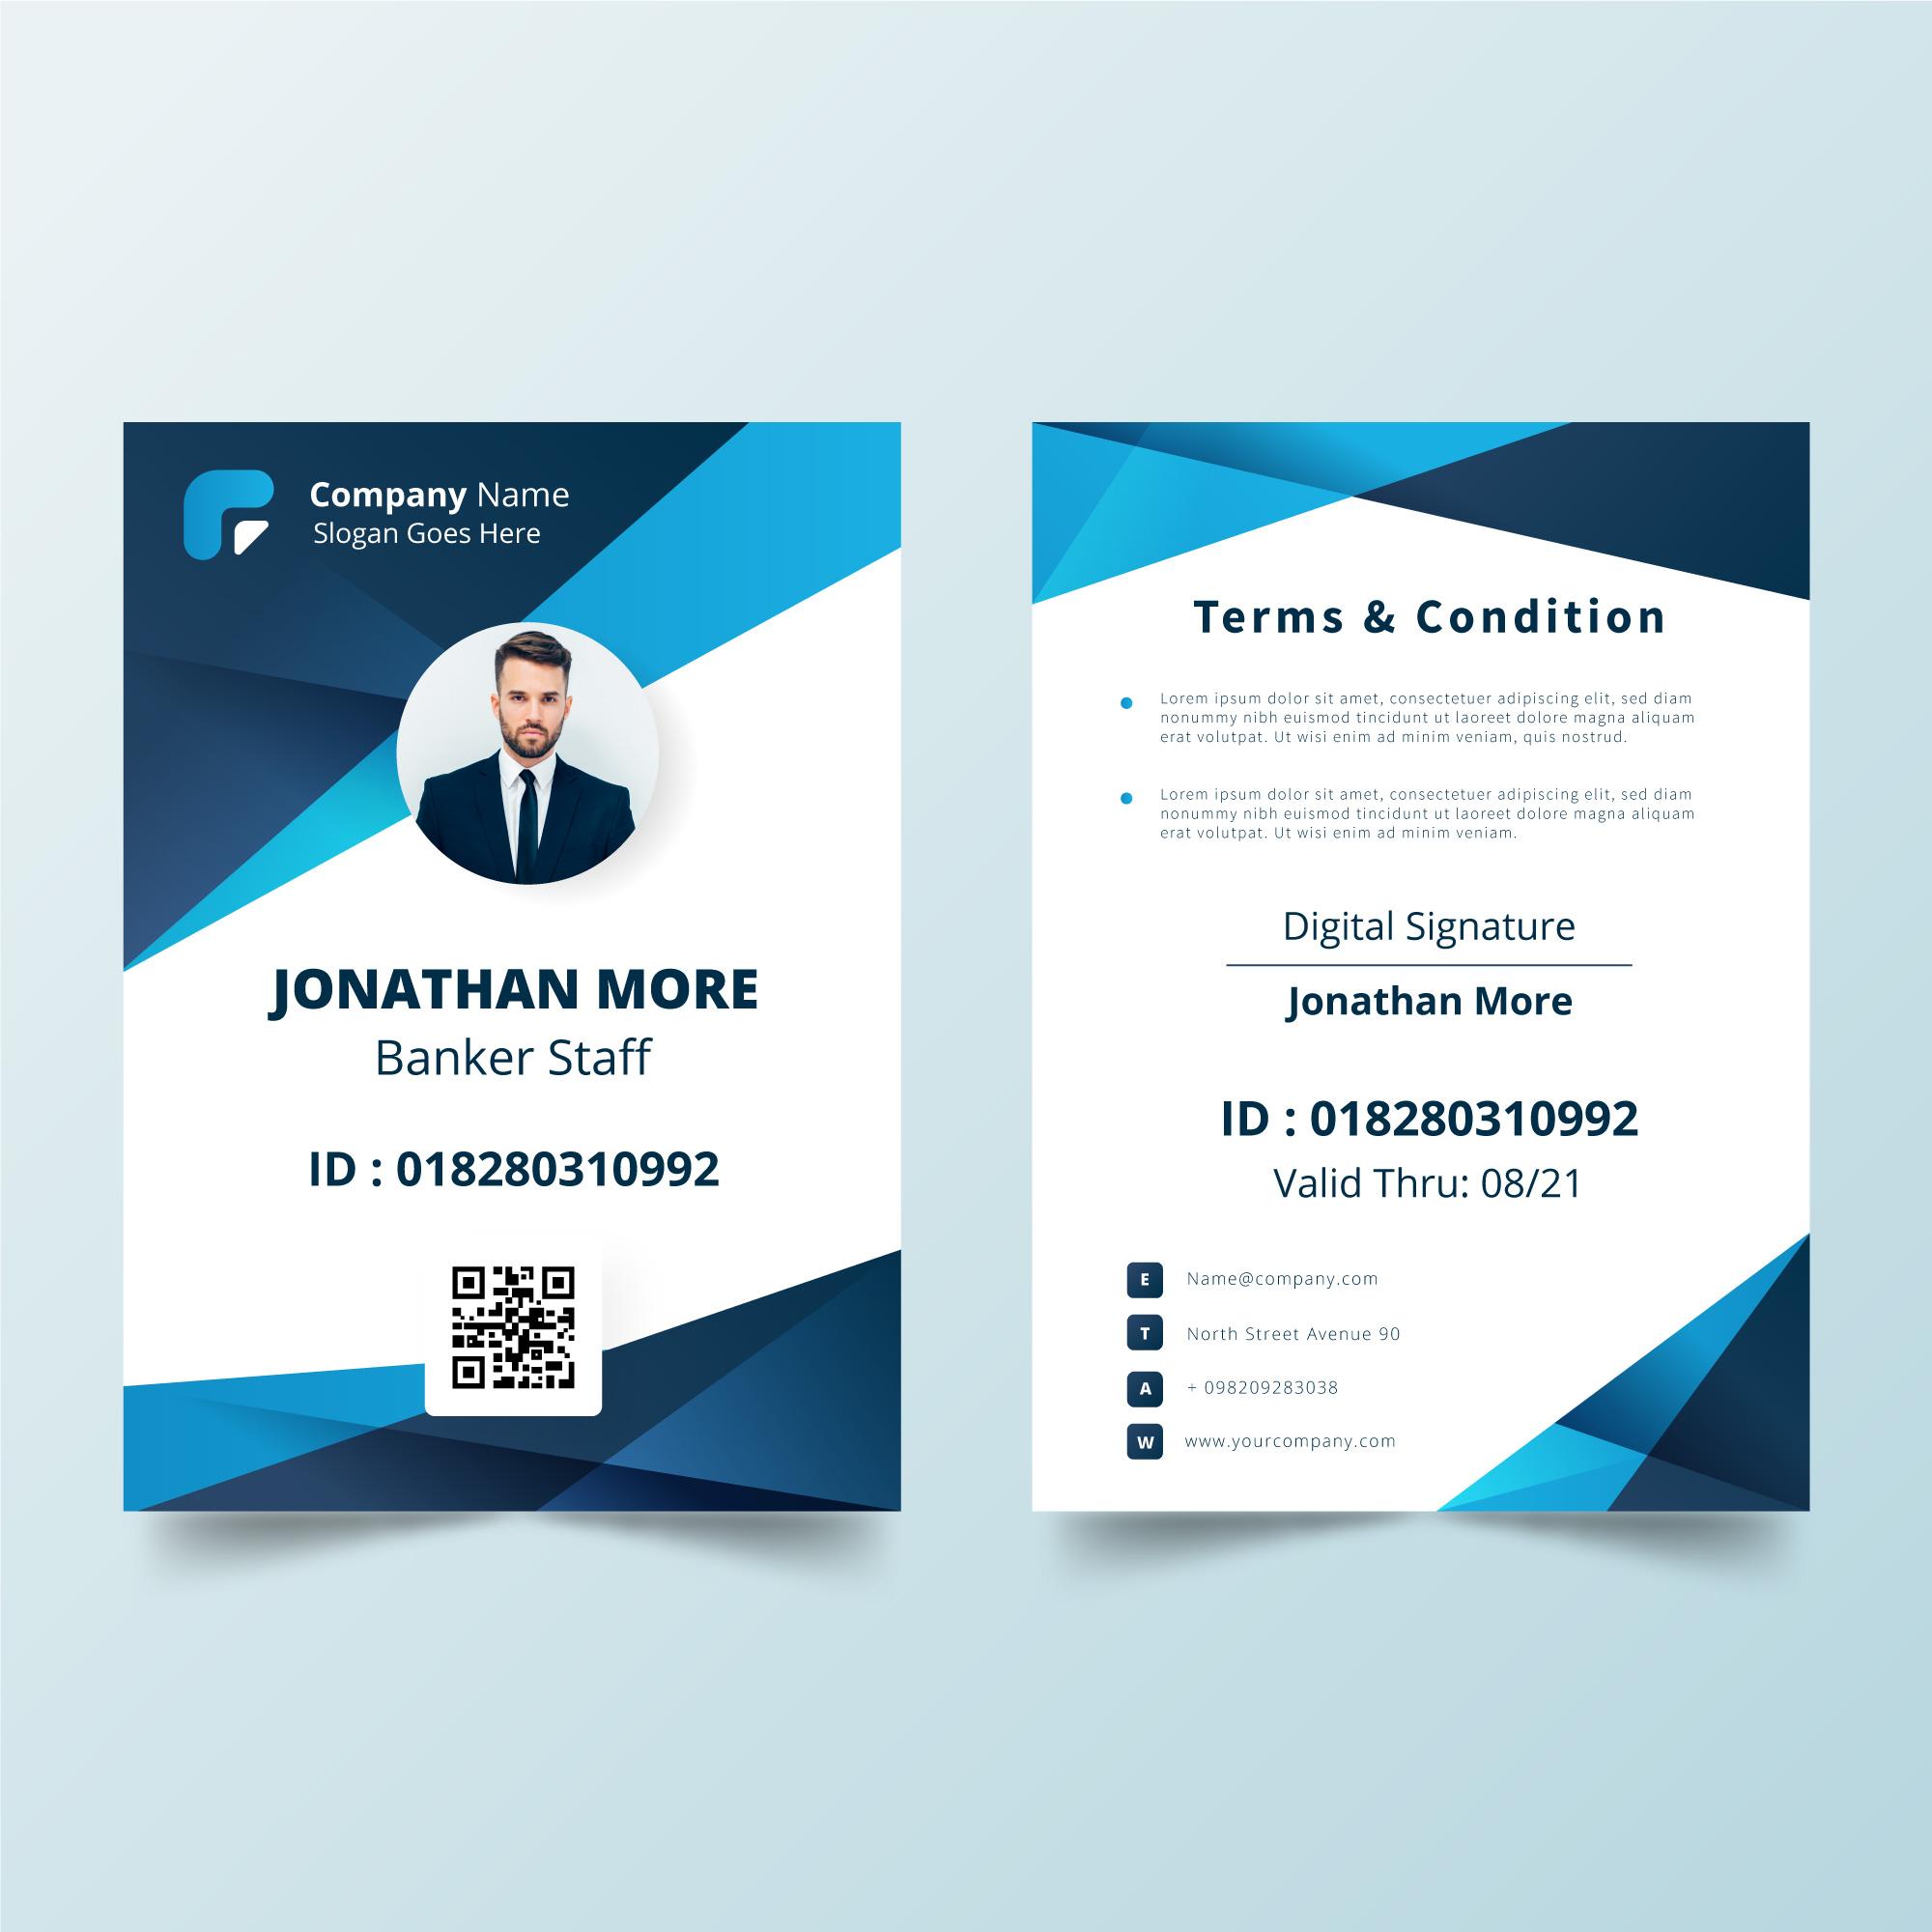 Company Name
Slogan Goes Here
JONATHAN MORE
Banker Staff
ID : 018280310992
Terms & Condition
Lorem ipsum dolor sit amet, consectetuer adipiscing elit, sed diam
nonummy nibh euismod tincidunt ut laoreet dolore magna aliquam
erat volutpat. Ut wisi enim ad minim veniam, quis nostrud.
Lorem ipsum dolor sit amet, consectetuer adipiscing elit, sed diam
nonummy nibh euismod tincidunt ut laoreet dolore magna aliquam
erat volutpat. Ut wisi enim ad minim veniam.
Digital Signature
Jonathan More
ID : 018280310992
Valid Thru: 08/21
E Name@company.com
T North Street Avenue 90
A + 098209283038
W www.yourcompany.com